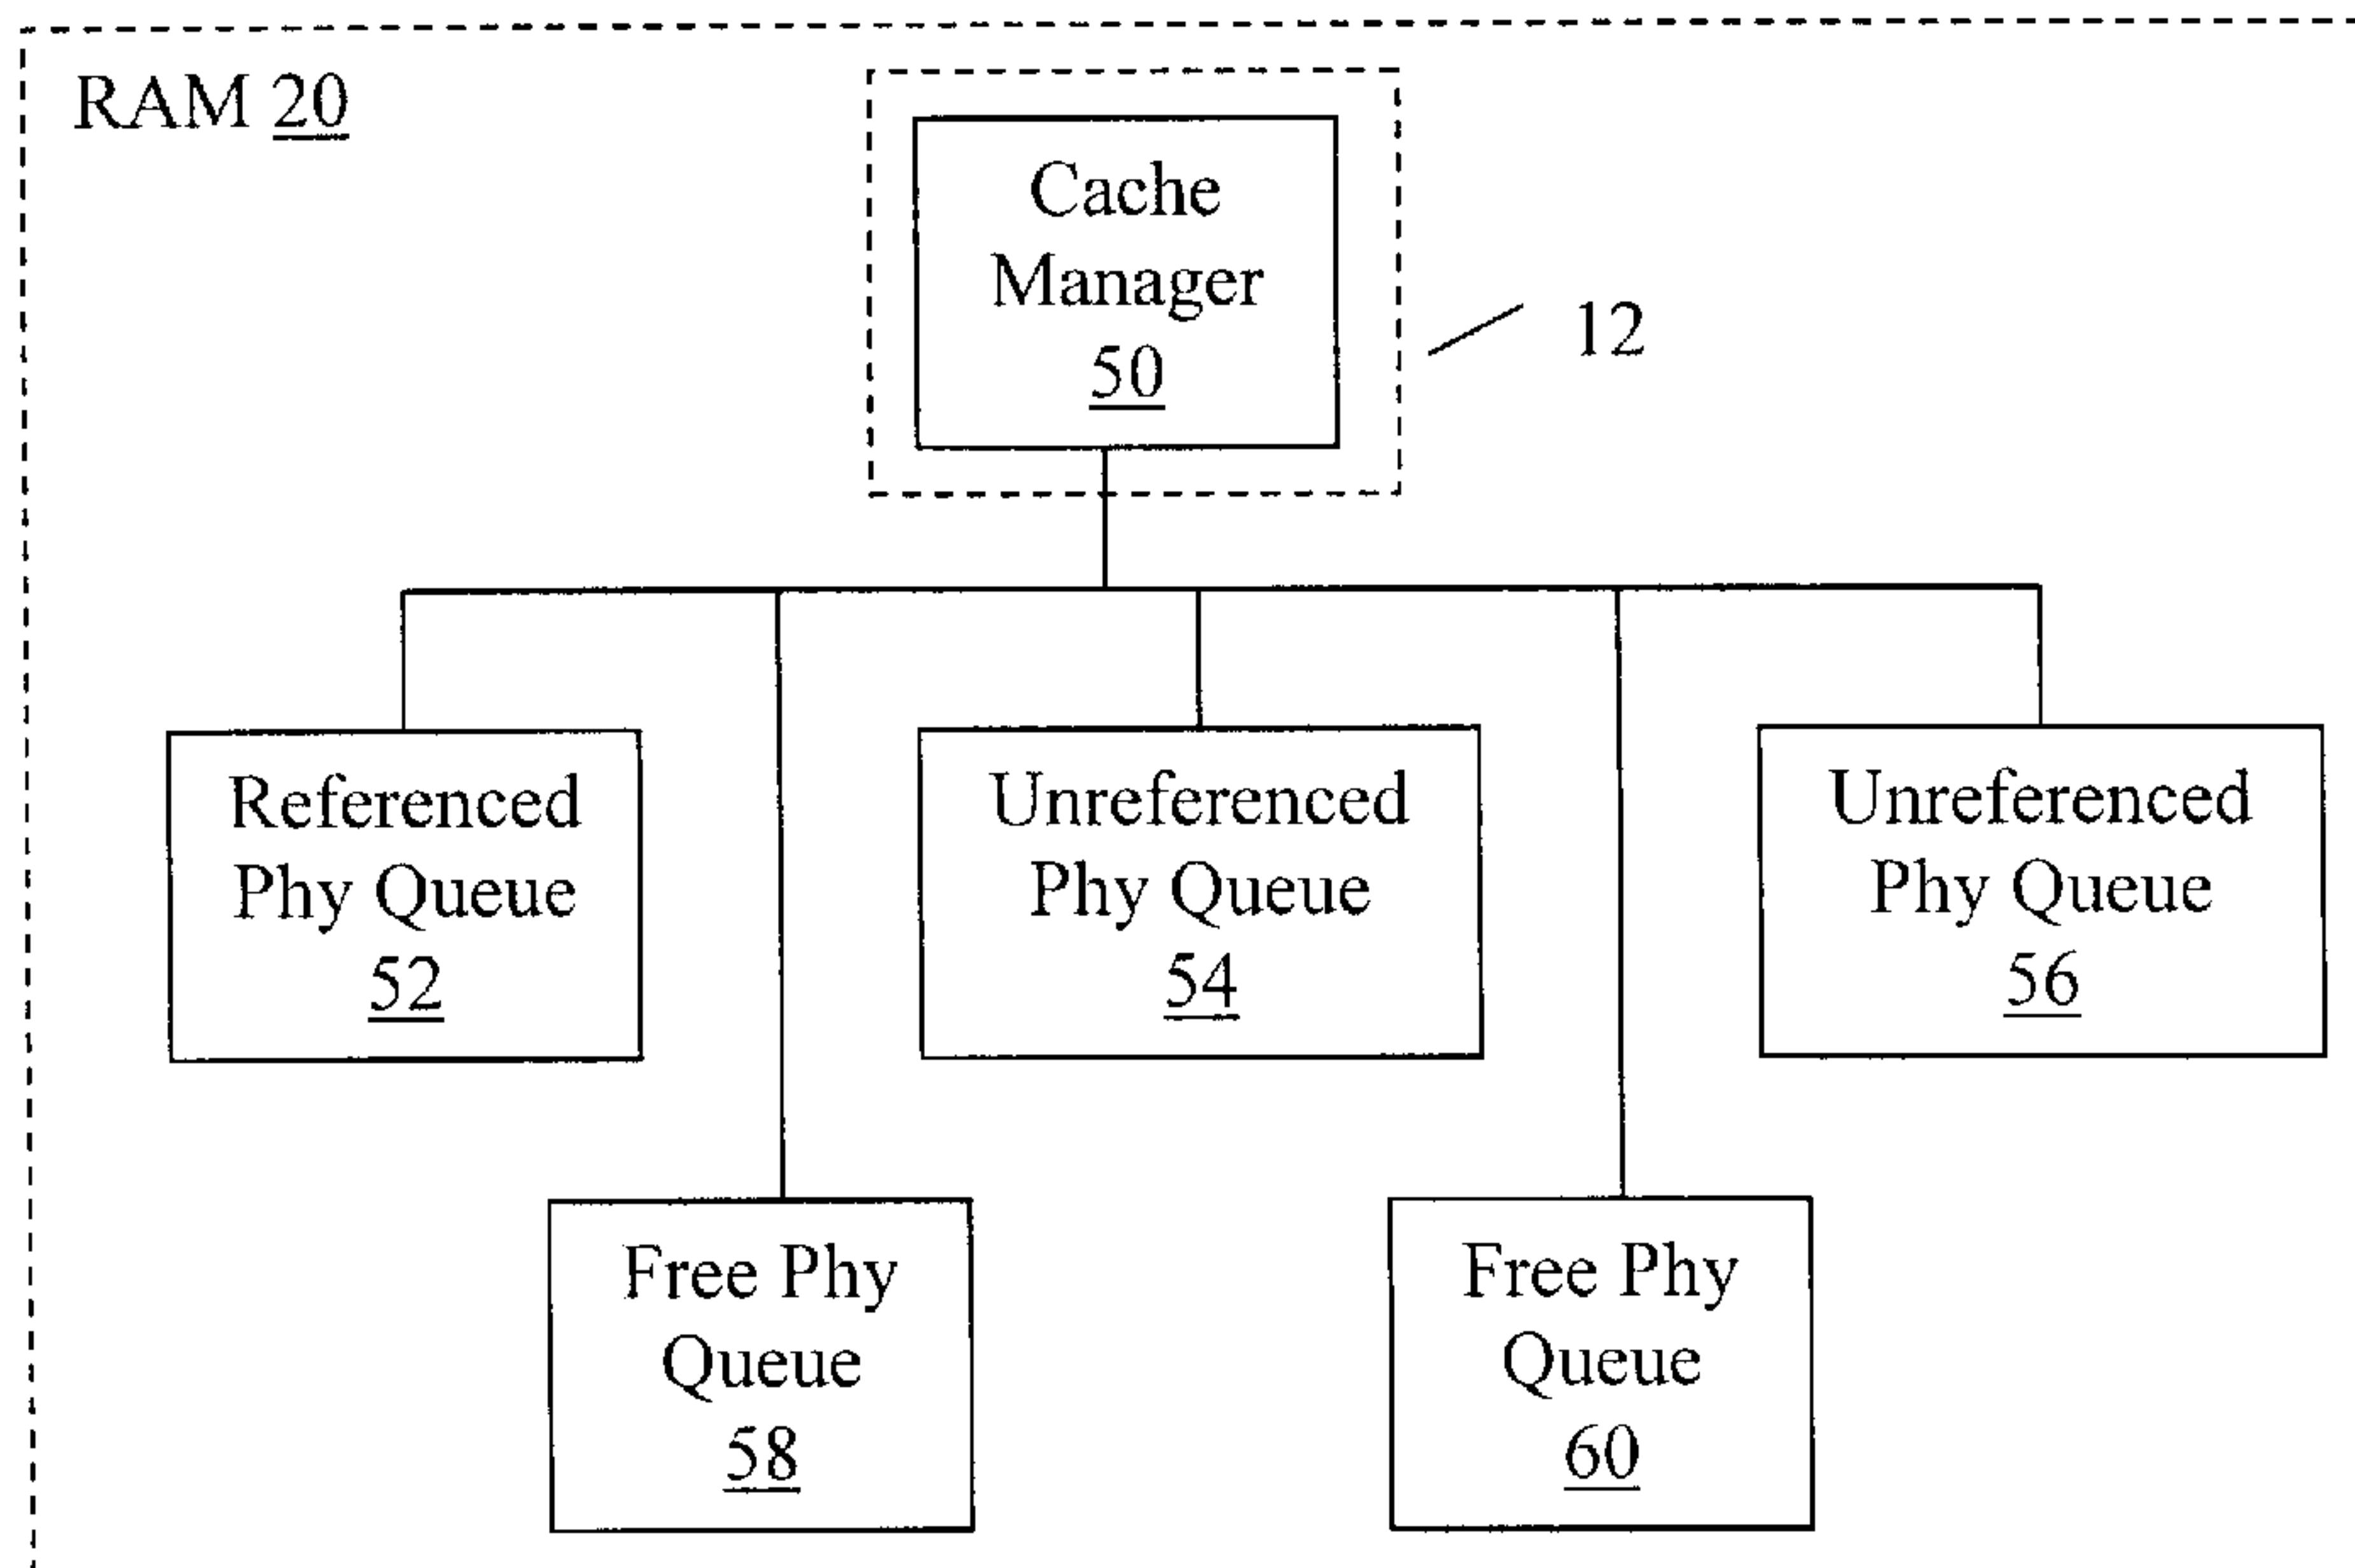 RAM 20
Cache
Manager
50
12
Referenced
Phy Queue
52
Unreferenced
Phy Queue
54
Unreferenced
Phy Queue
56
Free Phy
Queue
58
Free Phy
Queue
60